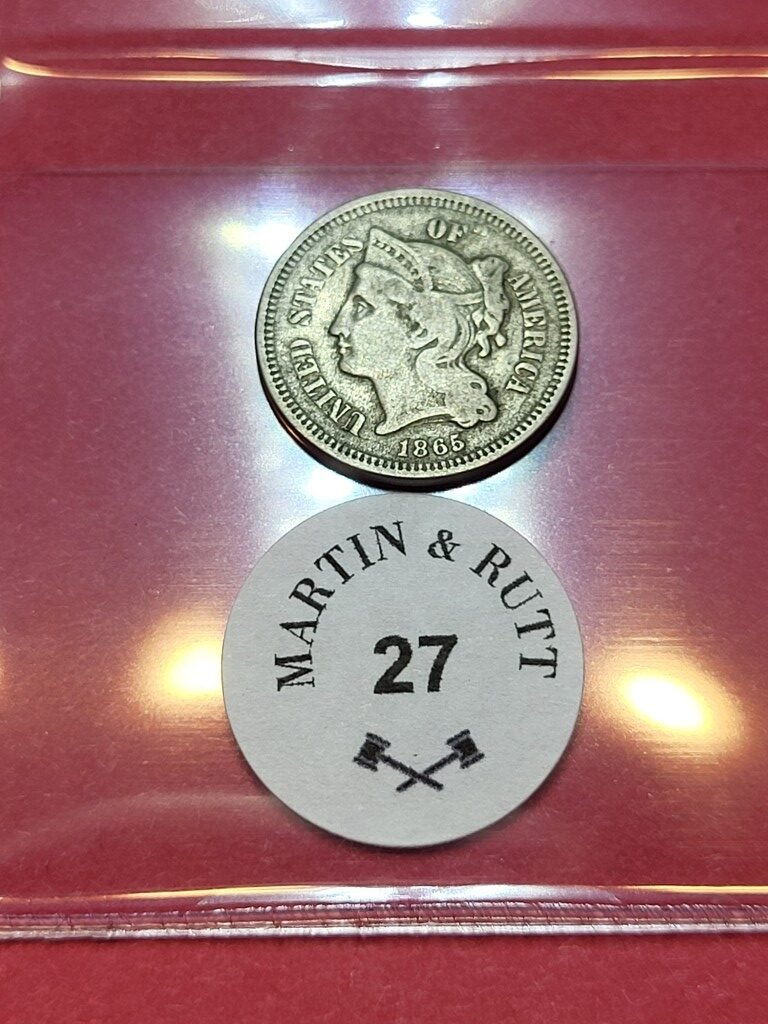 UNITED STATES OF AMERICA
1865
MARTIN & RUTT
27